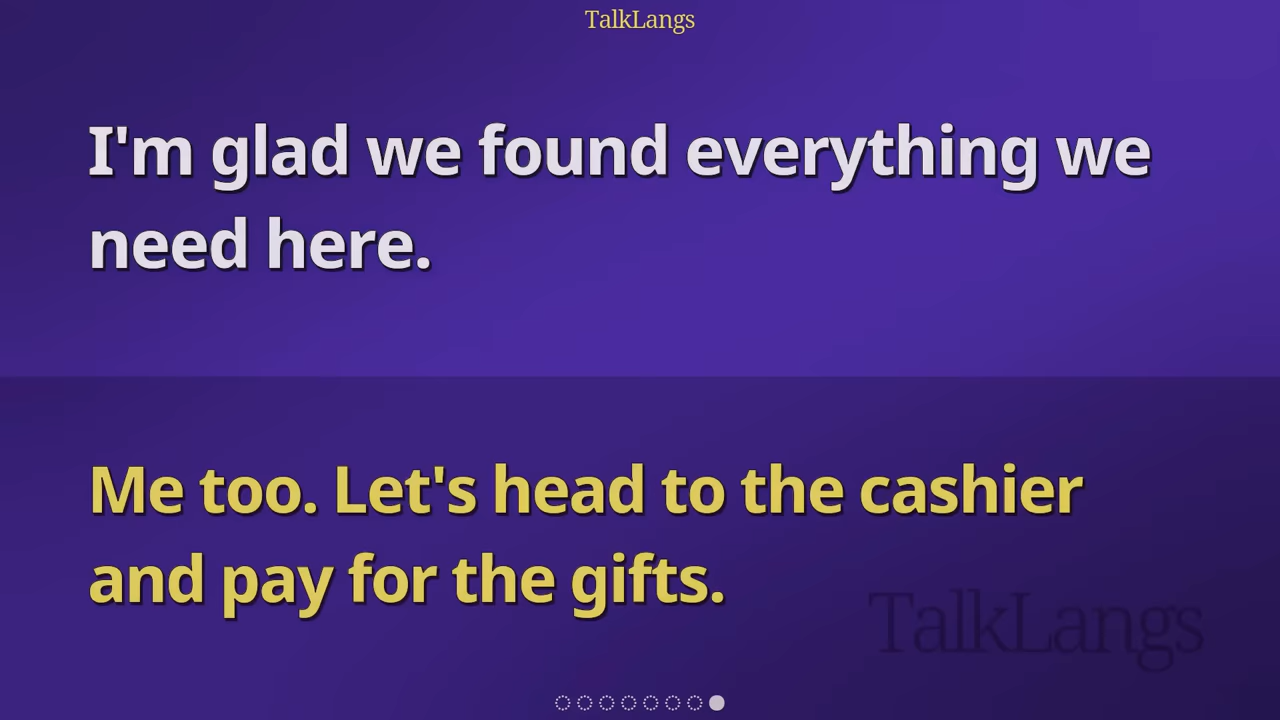 TalkLangs
I'm glad we found everything we
need here.
Me too. Let's head to the cashier
and pay for the gifts.
TalkLangs